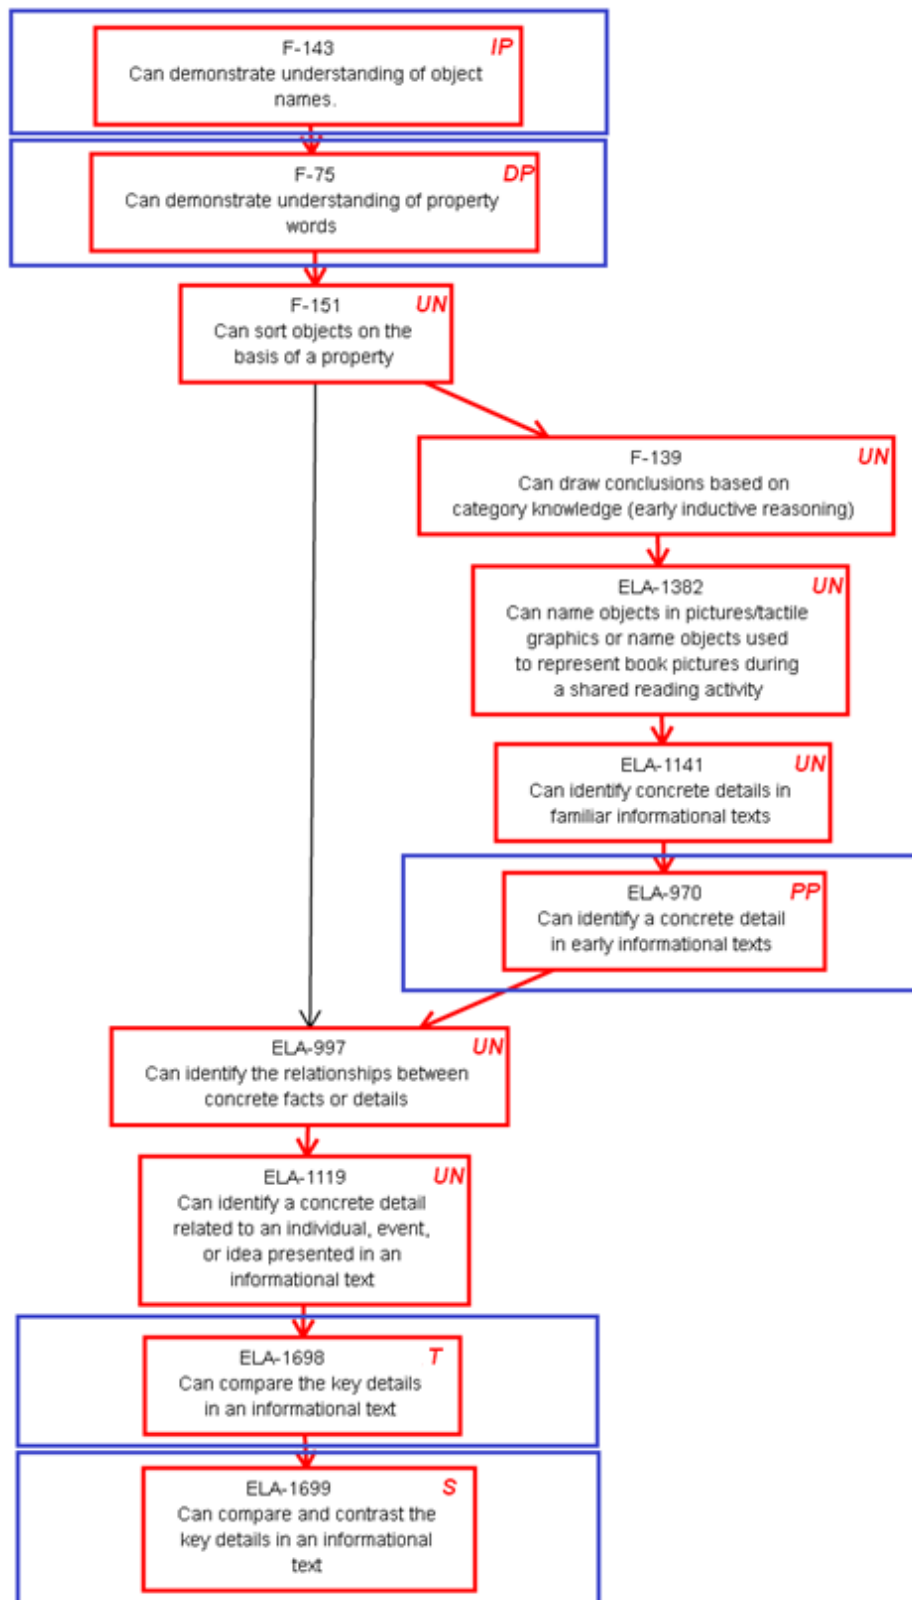 F-143 IP
Can demonstrate understanding of object
names.
F-75 DP
Can demonstrate understanding of property
words
F-151 UN
Can sort objects on the
basis of a property
F-139 UN
Can draw conclusions based on
category knowledge (early inductive reasoning)
ELA-1382 UN
Can name objects in pictures/tactile
graphics or name objects used
to represent book pictures during
a shared reading activity
ELA-1141 UN
Can identify concrete details in
familiar informational texts
ELA-970 PP
Can identify a concrete detail
in early informational texts
ELA-997 UN
Can identify the relationships between
concrete facts or details
ELA-1119 UN
Can identify a concrete detail
related to an individual, event,
or idea presented in an
informational text
ELA-1698 T
Can compare the key details
in an informational text
ELA-1699 S
Can compare and contrast the
key details in an informational
text